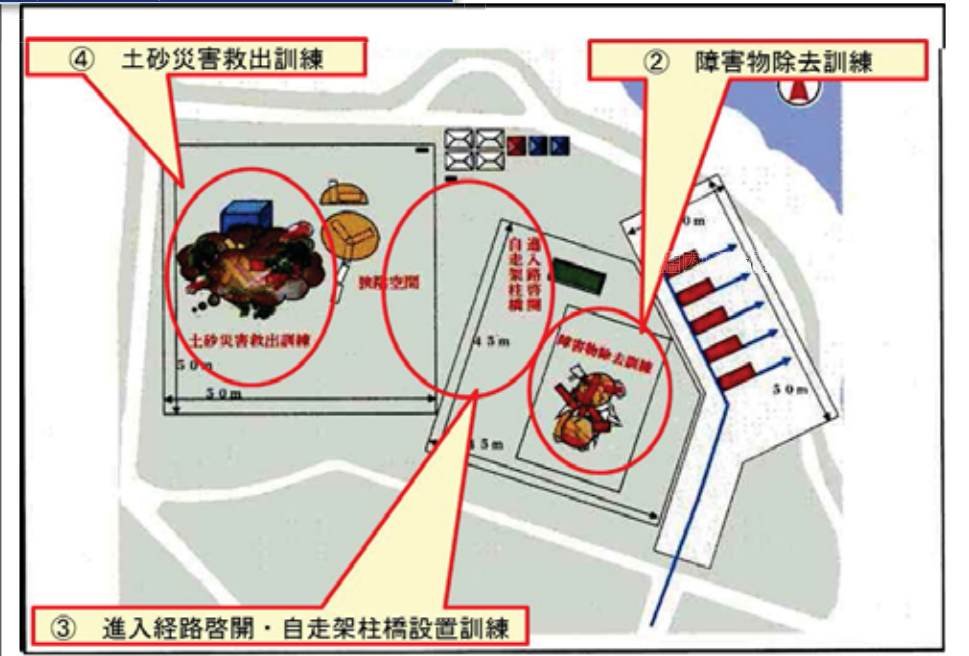 ④ 土砂災害救出訓練
② 障害物除去訓練
狭隘空間
進入路啓開
自走架柱橋
土砂災害救出訓練
障害物除去訓練
50m
50m
45m
45m
50m
③ 進入経路啓開・自走架柱橋設置訓練